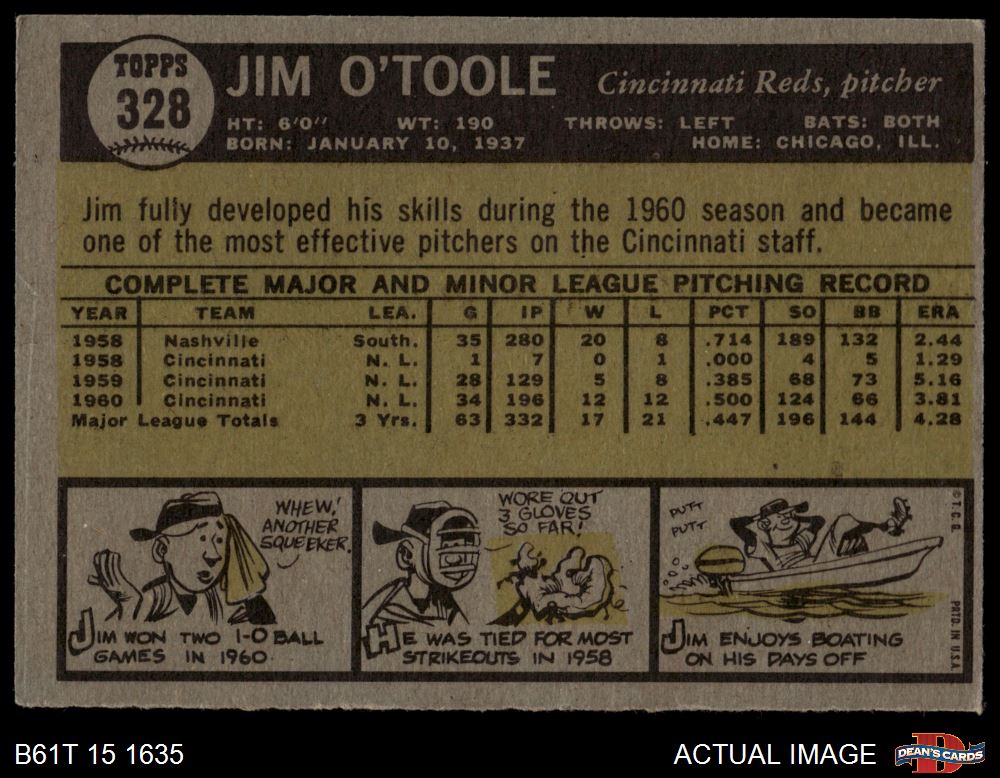 TOPPS
328
JIM O'TOOLE
Cincinnati Reds, pitcher
HT: 6'0" WT: 190 THROWS: LEFT BATS: BOTH
BORN: JANUARY 10, 1937 HOME: CHICAGO, ILL.
Jim fully developed his skills during the 1960 season and became
one of the most effective pitchers on the Cincinnati staff.
COMPLETE MAJOR AND MINOR LEAGUE PITCHING RECORD
YEAR TEAM LEA. G IP W L PCT SO BB ERA
1958 Nashville South. 35 280 20 8 .714 189 132 2.44
1958 Cincinnati N. L. 1 7 0 1 .000 4 5 1.29
1959 Cincinnati N. L. 28 129 5 8 .385 68 73 5.16
1960 Cincinnati N. L. 34 196 12 12 .500 124 66 3.81
Major League Totals 3 Yrs. 63 332 17 21 .447 196 144 4.28
WHEW!
ANOTHER
SQUEEKER.
JIM WON TWO 1-0 BALL
GAMES IN 1960
WORE OUT
3 GLOVES
SO FAR!
HE WAS TIED FOR MOST
STRIKEOUTS IN 1958
PUTT
PUTT
JIM ENJOYS BOATING
ON HIS DAYS OFF
© T.C.G.
PRTD. IN U.S.A.
B61T 15 1635
ACTUAL IMAGE
DEAN'S CARDS